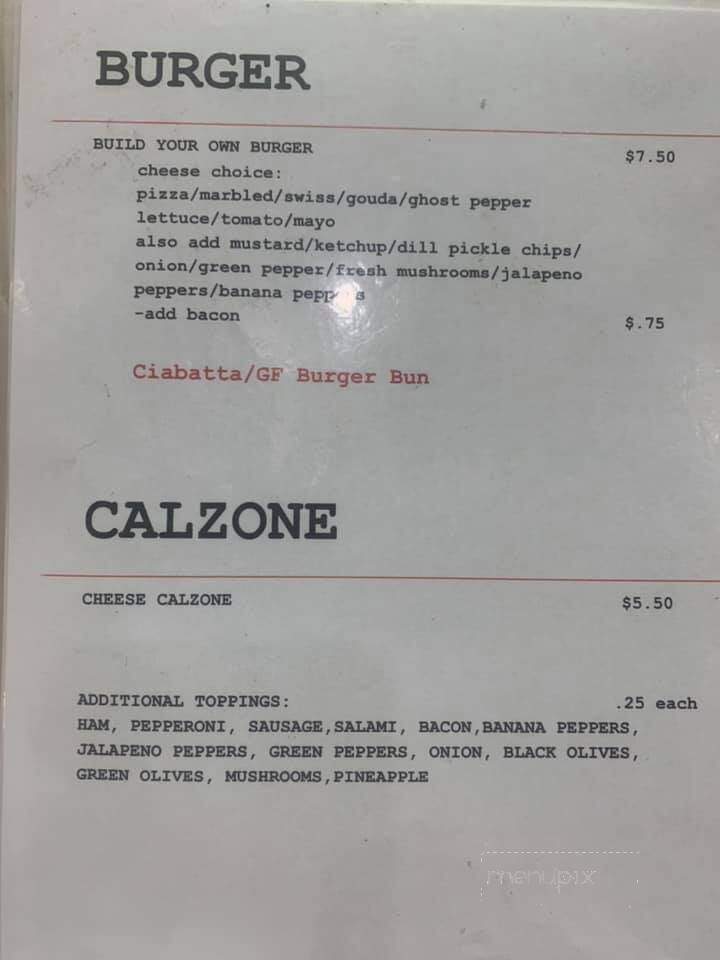 BURGER
BUILD YOUR OWN BURGER $7.50
cheese choice:
pizza/marbled/swiss/gouda/ghost pepper
lettuce/tomato/mayo
also add mustard/ketchup/dill pickle chips/
onion/green pepper/fresh mushrooms/jalapeno
peppers/banana peppers
-add bacon $.75
Ciabatta/GF Burger Bun
CALZONE
CHEESE CALZONE $5.50
ADDITIONAL TOPPINGS: .25 each
HAM, PEPPERONI, SAUSAGE,SALAMI, BACON,BANANA PEPPERS,
JALAPENO PEPPERS, GREEN PEPPERS, ONION, BLACK OLIVES,
GREEN OLIVES, MUSHROOMS,PINEAPPLE
menupix